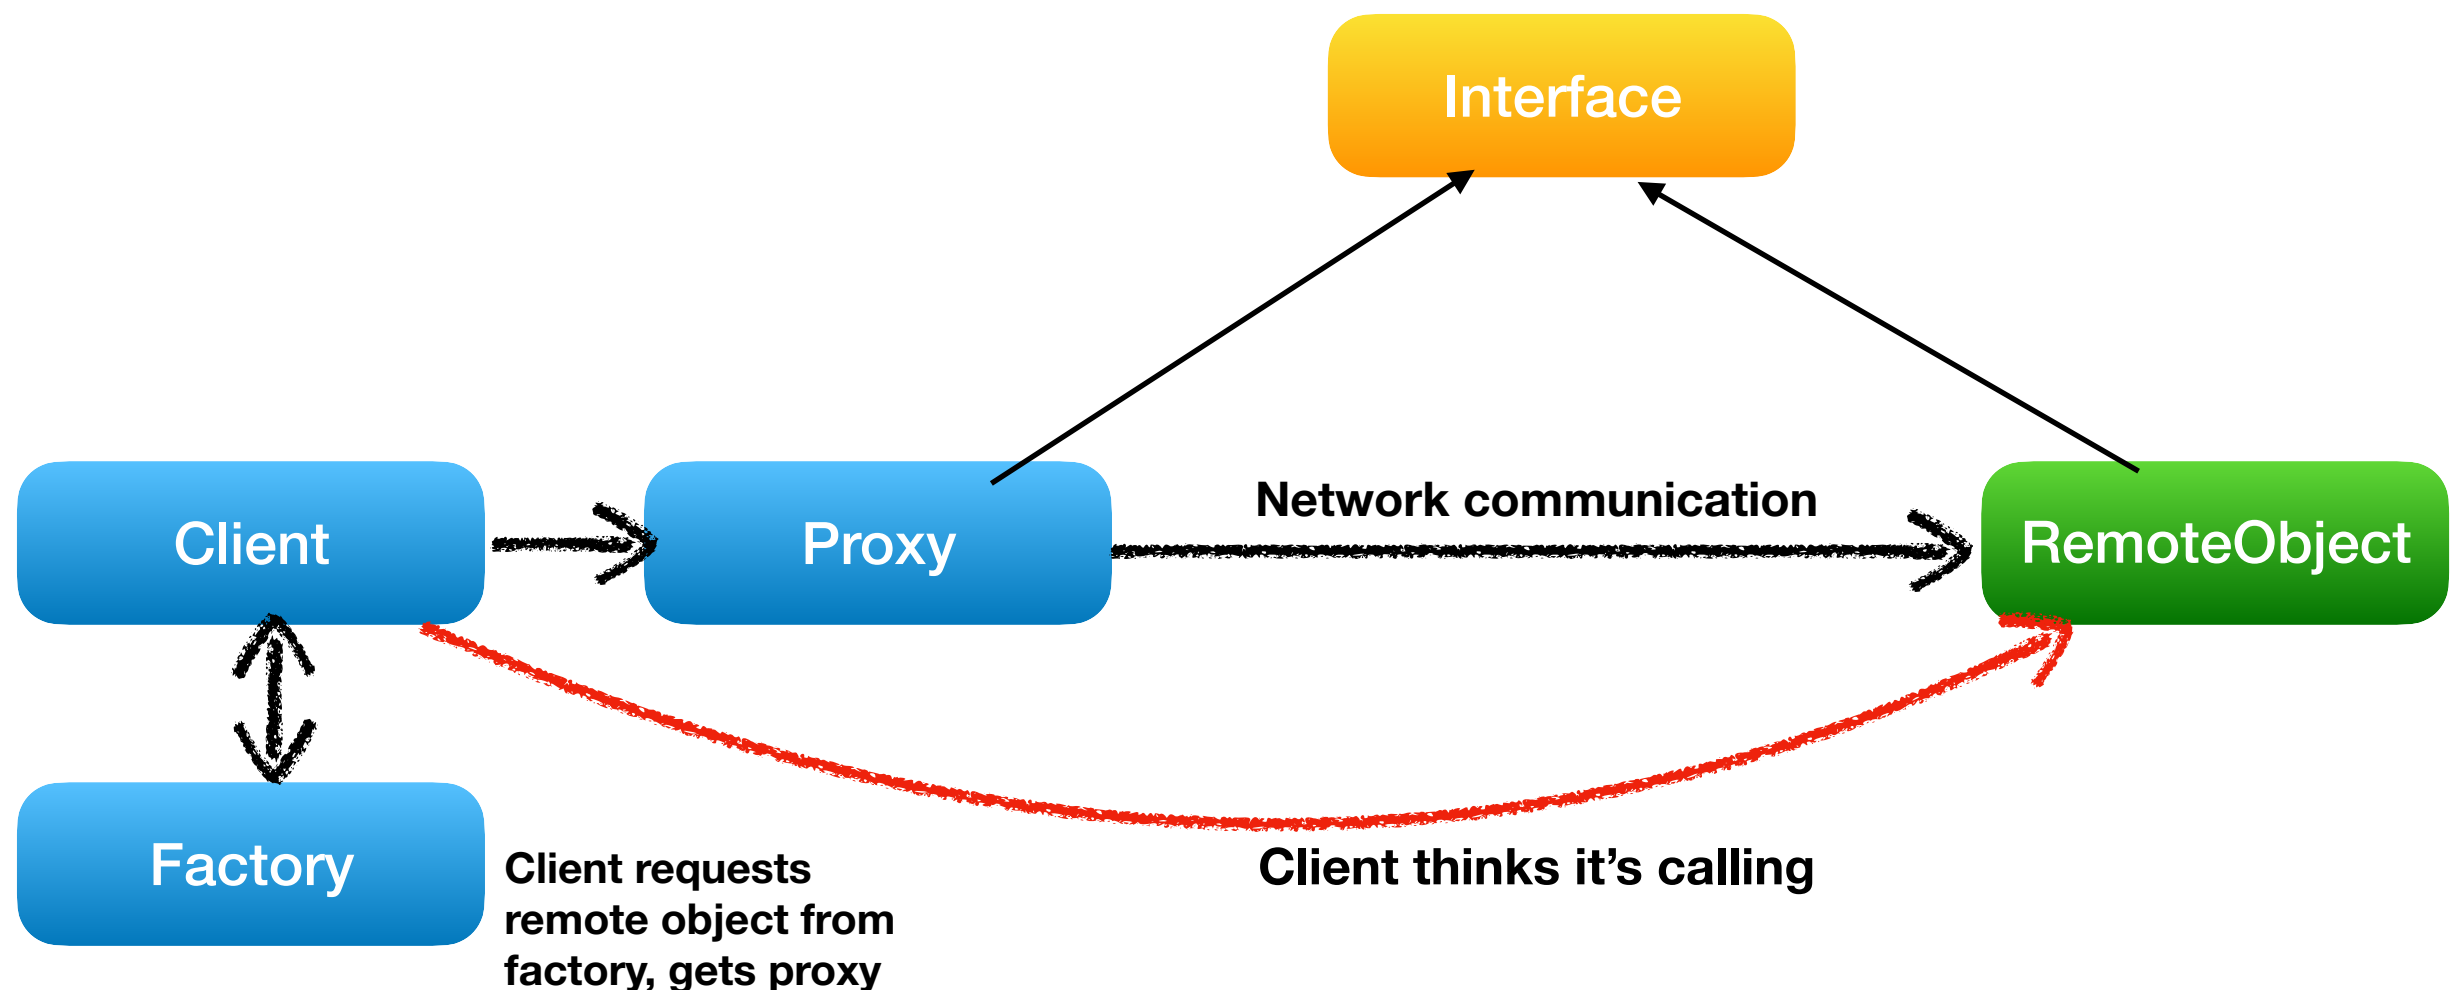 Interface
Network communication
Client
Proxy
RemoteObject
Factory
Client requests
remote object from
factory, gets proxy
Client thinks it’s calling